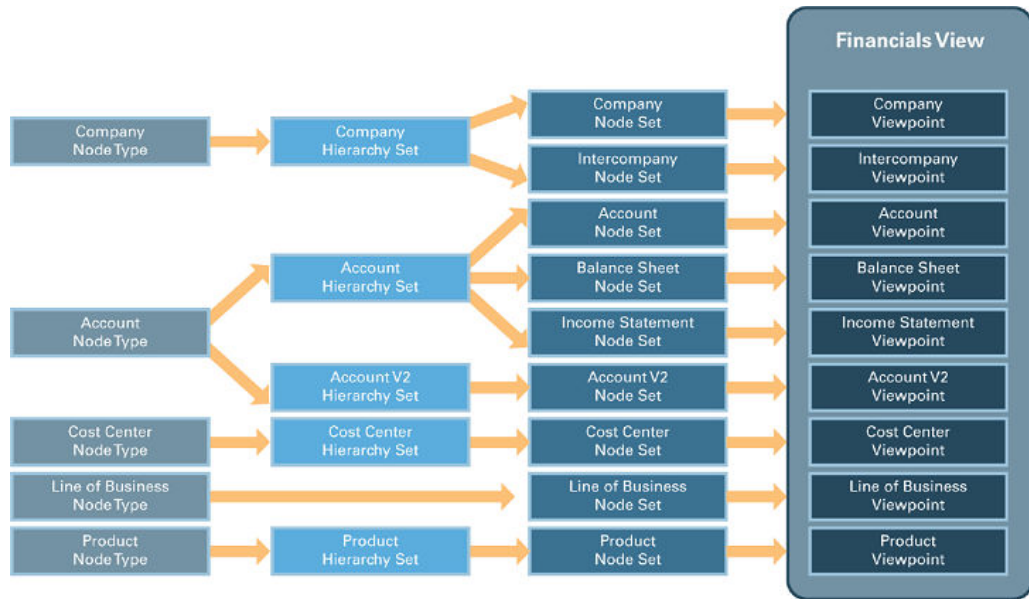 Financials View
Company
Node Type
Company
Hierarchy Set
Company
Node Set
Company
Viewpoint
Intercompany
Node Set
Intercompany
Viewpoint
Account
Node Type
Account
Hierarchy Set
Account
Node Set
Account
Viewpoint
Balance Sheet
Node Set
Balance Sheet
Viewpoint
Income Statement
Node Set
Income Statement
Viewpoint
Account V2
Hierarchy Set
Account V2
Node Set
Account V2
Viewpoint
Cost Center
Node Type
Cost Center
Hierarchy Set
Cost Center
Node Set
Cost Center
Viewpoint
Line of Business
Node Type
Line of Business
Node Set
Line of Business
Viewpoint
Product
Node Type
Product
Hierarchy Set
Product
Node Set
Product
Viewpoint